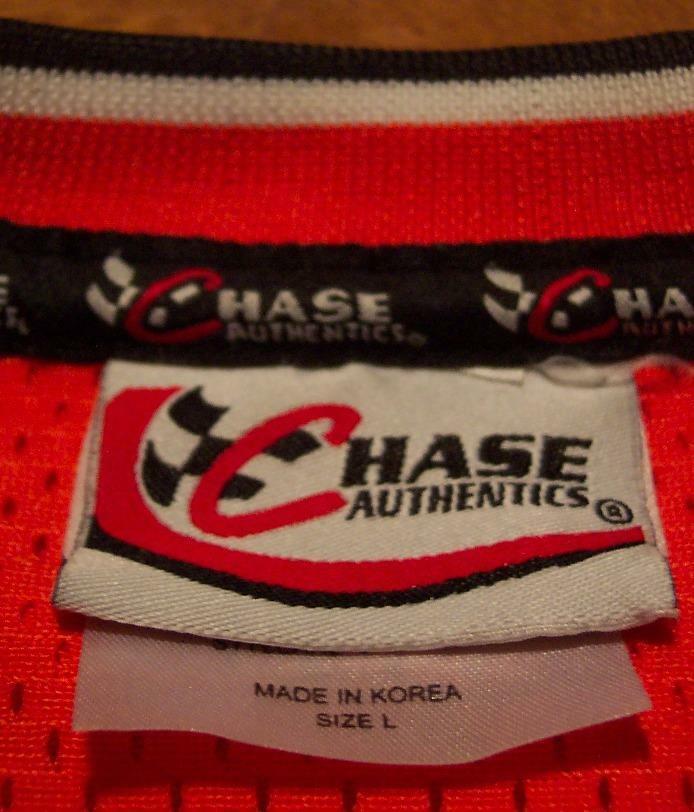 CHASE
AUTHENTICS
CHASE
AUTHENTICS®
MADE IN KOREA
SIZE L